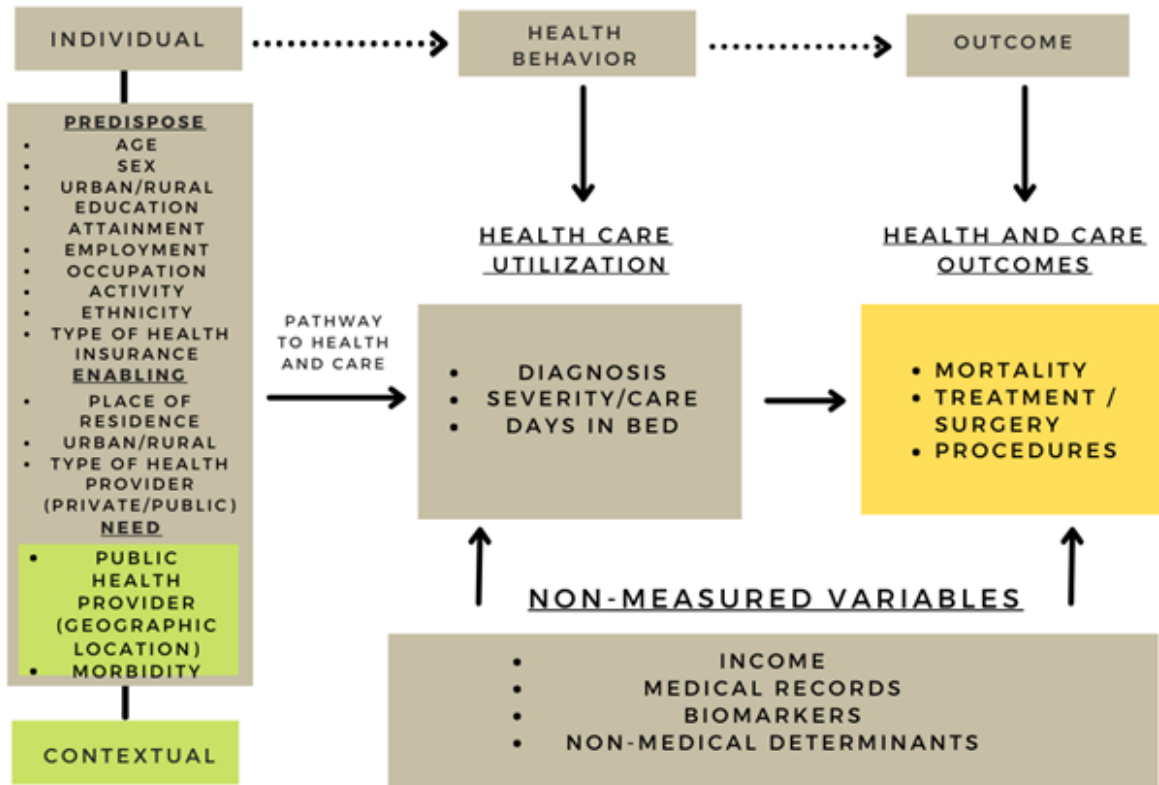 INDIVIDUAL
HEALTH
BEHAVIOR
OUTCOME
PREDISPOSE
• AGE
• SEX
• URBAN/RURAL
• EDUCATION
ATTAINMENT
• EMPLOYMENT
• OCCUPATION
• ACTIVITY
• ETHNICITY
• TYPE OF HEALTH
INSURANCE
ENABLING
• PLACE OF
RESIDENCE
• URBAN/RURAL
• TYPE OF HEALTH
PROVIDER
(PRIVATE/PUBLIC)
NEED
• PUBLIC
HEALTH
PROVIDER
(GEOGRAPHIC
LOCATION)
• MORBIDITY
CONTEXTUAL
PATHWAY
TO HEALTH
AND CARE
HEALTH CARE
UTILIZATION
• DIAGNOSIS
• SEVERITY/CARE
• DAYS IN BED
HEALTH AND CARE
OUTCOMES
• MORTALITY
• TREATMENT /
SURGERY
• PROCEDURES
NON-MEASURED VARIABLES
• INCOME
• MEDICAL RECORDS
• BIOMARKERS
• NON-MEDICAL DETERMINANTS